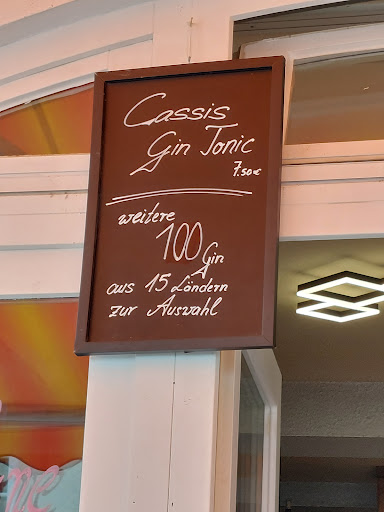 Cassis
Gin Tonic
7.50€
weitere
100 Gin
aus 15 Ländern
zur Auswahl